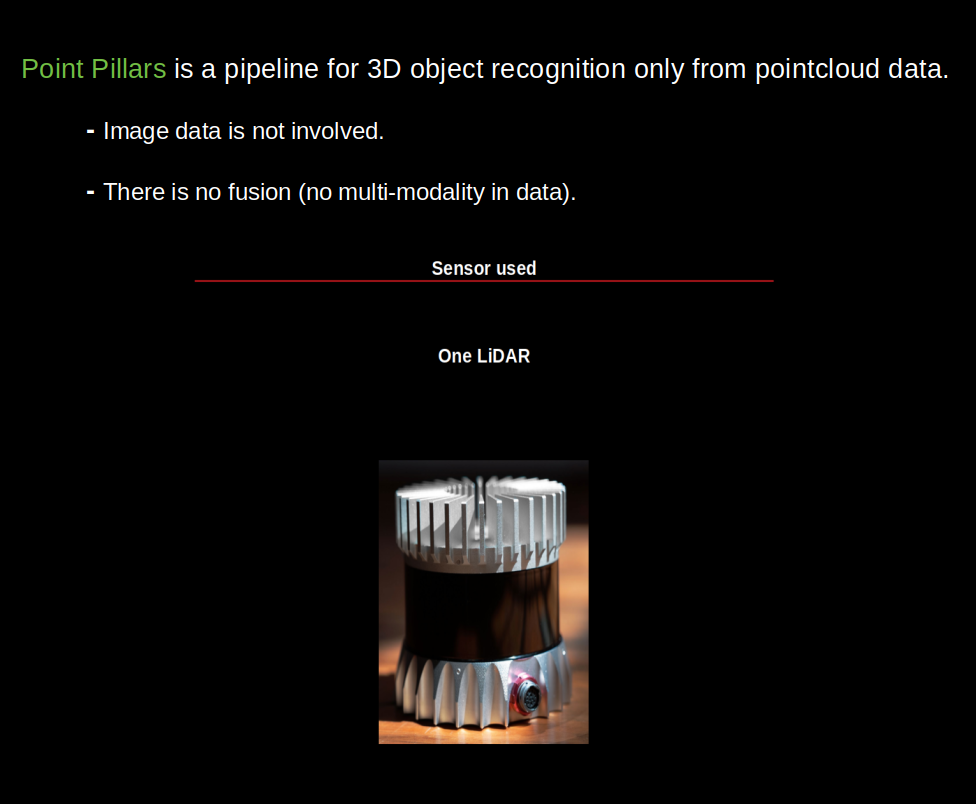 Point Pillars is a pipeline for 3D object recognition only from pointcloud data.
- Image data is not involved.
- There is no fusion (no multi-modality in data).
Sensor used
One LiDAR